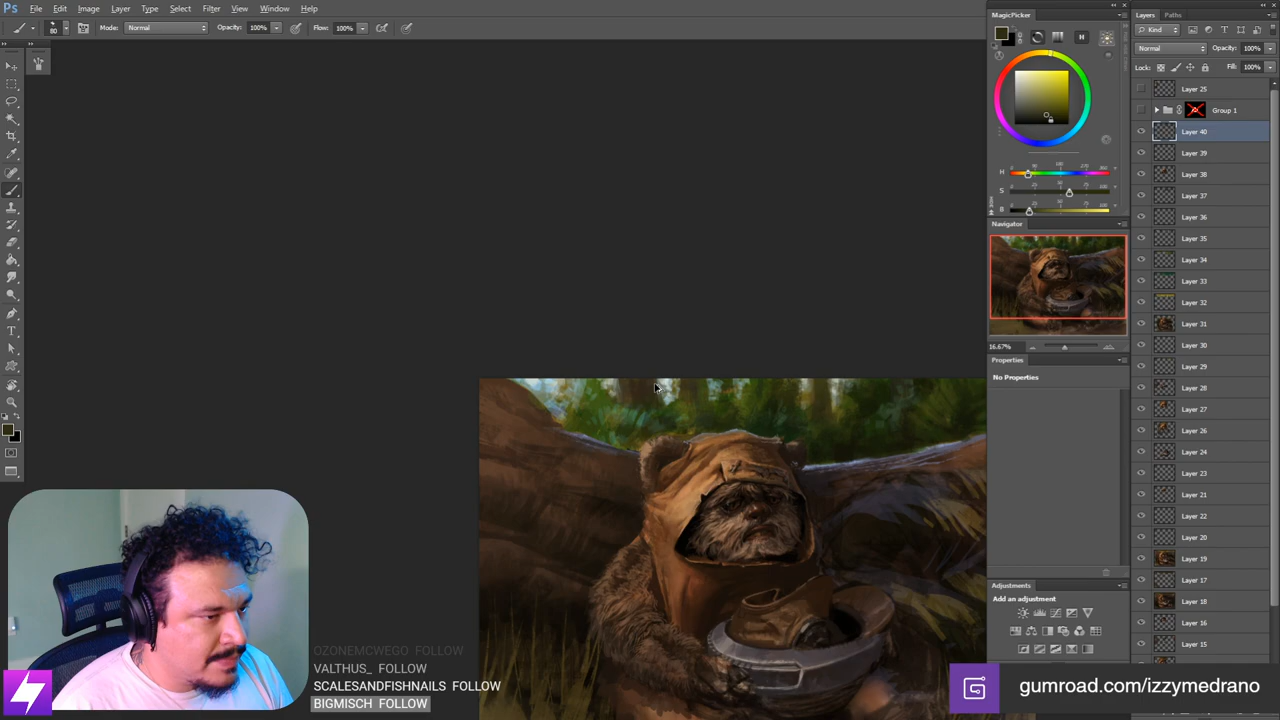 Ps File Edit Image Layer Type Select Filter 3D View Window Help
80 Mode: Normal Opacity: 100% Flow: 100%
MagicPicker
H
H
S
B
Navigator
16.67%
Properties
No Properties
Adjustments
Add an adjustment
Layers Paths
Kind
Normal Opacity: 100%
Lock: Fill: 100%
Layer 25
Group 1
Layer 40
Layer 39
Layer 38
Layer 37
Layer 36
Layer 35
Layer 34
Layer 33
Layer 32
Layer 31
Layer 30
Layer 29
Layer 28
Layer 27
Layer 26
Layer 24
Layer 23
Layer 21
Layer 22
Layer 20
Layer 19
Layer 17
Layer 18
Layer 16
Layer 15
OZONEMCWEGO FOLLOW
VALTHUS_ FOLLOW
SCALESANDFISHNAILS FOLLOW
BIGMISCH FOLLOW
gumroad.com/izzymedrano